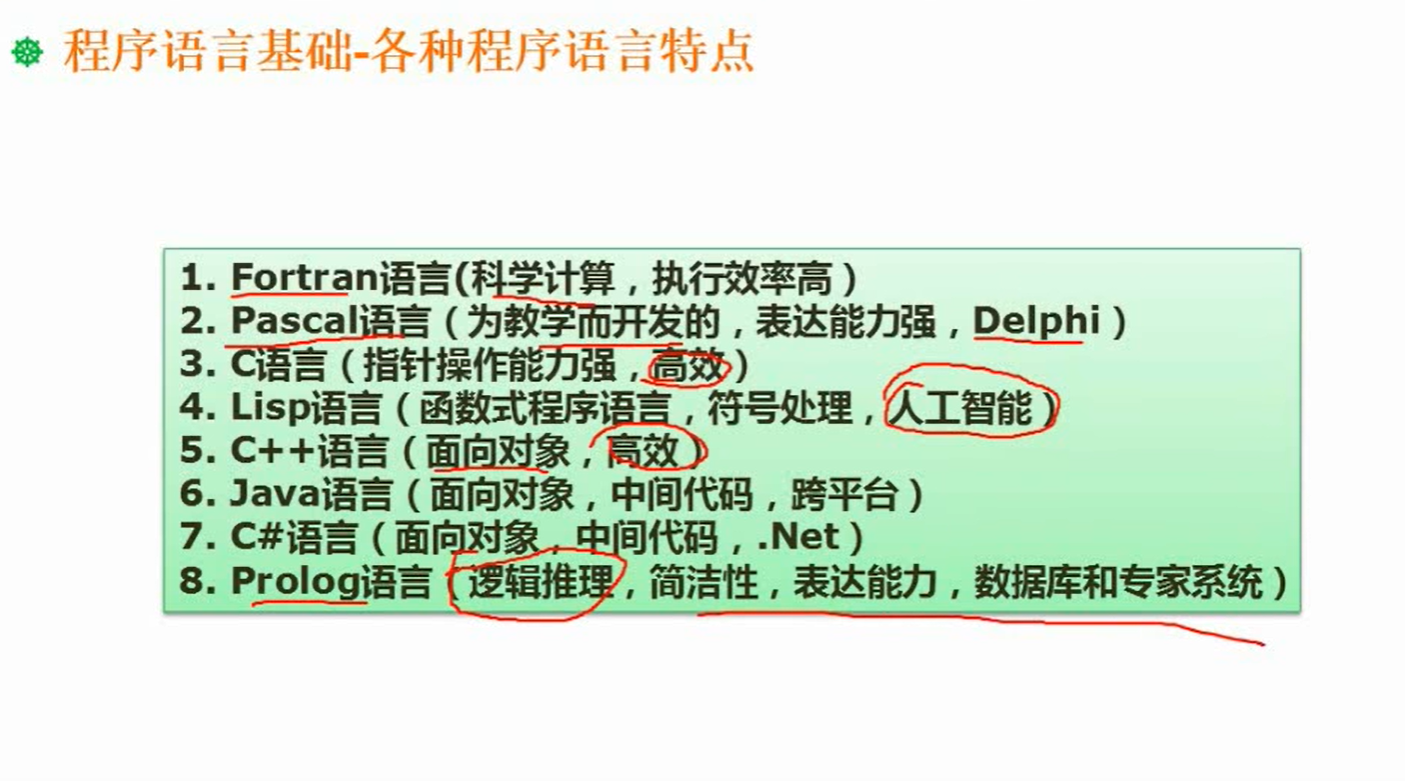 程序语言基础-各种程序语言特点
1. Fortran语言(科学计算，执行效率高）
2. Pascal语言（为教学而开发的，表达能力强，Delphi）
3. C语言（指针操作能力强，高效）
4. Lisp语言（函数式程序语言，符号处理，人工智能）
5. C++语言（面向对象，高效）
6. Java语言（面向对象，中间代码，跨平台）
7. C#语言（面向对象，中间代码，.Net）
8. Prolog语言（逻辑推理，简洁性，表达能力，数据库和专家系统）